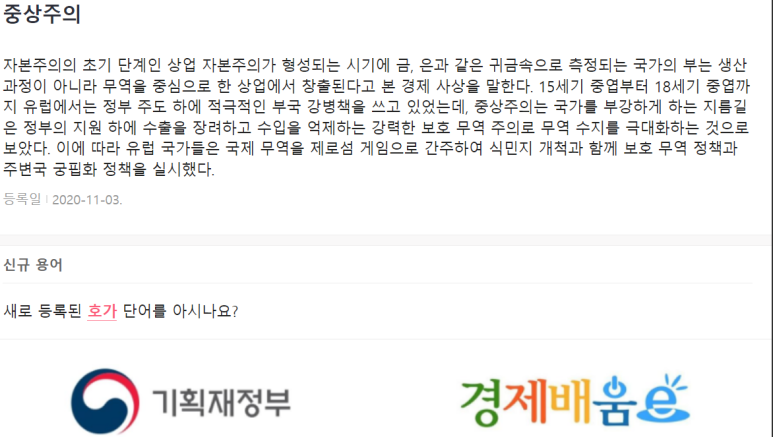 중상주의
자본주의의 초기 단계인 상업 자본주의가 형성되는 시기에 금, 은과 같은 귀금속으로 측정되는 국가의 부는 생산
과정이 아니라 무역을 중심으로 한 상업에서 창출된다고 본 경제 사상을 말한다. 15세기 중엽부터 18세기 중엽까
지 유럽에서는 정부 주도 하에 적극적인 부국 강병책을 쓰고 있었는데, 중상주의는 국가를 부강하게 하는 지름길
은 정부의 지원 하에 수출을 장려하고 수입을 억제하는 강력한 보호 무역 주의로 무역 수지를 극대화하는 것으로
보았다. 이에 따라 유럽 국가들은 국제 무역을 제로섬 게임으로 간주하여 식민지 개척과 함께 보호 무역 정책과
주변국 궁핍화 정책을 실시했다.
등록일 | 2020-11-03.
신규 용어
새로 등록된 호가 단어를 아시나요?
기획재정부
경제배움e